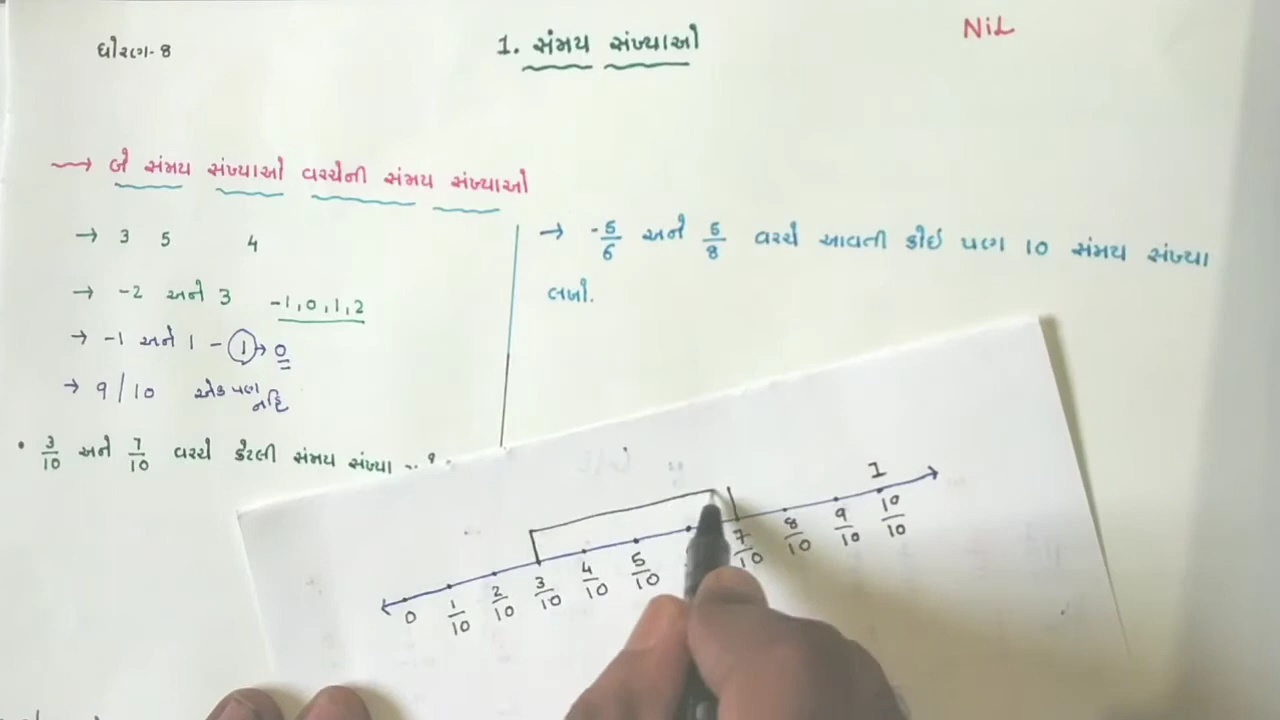 ધોરણ-8
1. સંમેય સંખ્યાઓ
NiL
→ બે સંમેય સંખ્યાઓ વચ્ચેની સંમેય સંખ્યાઓ
→ 3 5 4
→ -2 અને 3 -1,0,1,2
→ -1 અને 1 - 1 → 0
→ 9/10 એકપણ નહિ
• 3/10 અને 7/10 વચ્ચે કેટલી સંમેય સંખ્યા
→ -5/6 અને 5/8 વચ્ચે આવતી કોઈ પણ 10 સંમેય સંખ્યા
લખો.
1
0 1/10 2/10 3/10 4/10 5/10 7/10 8/10 9/10 10/10